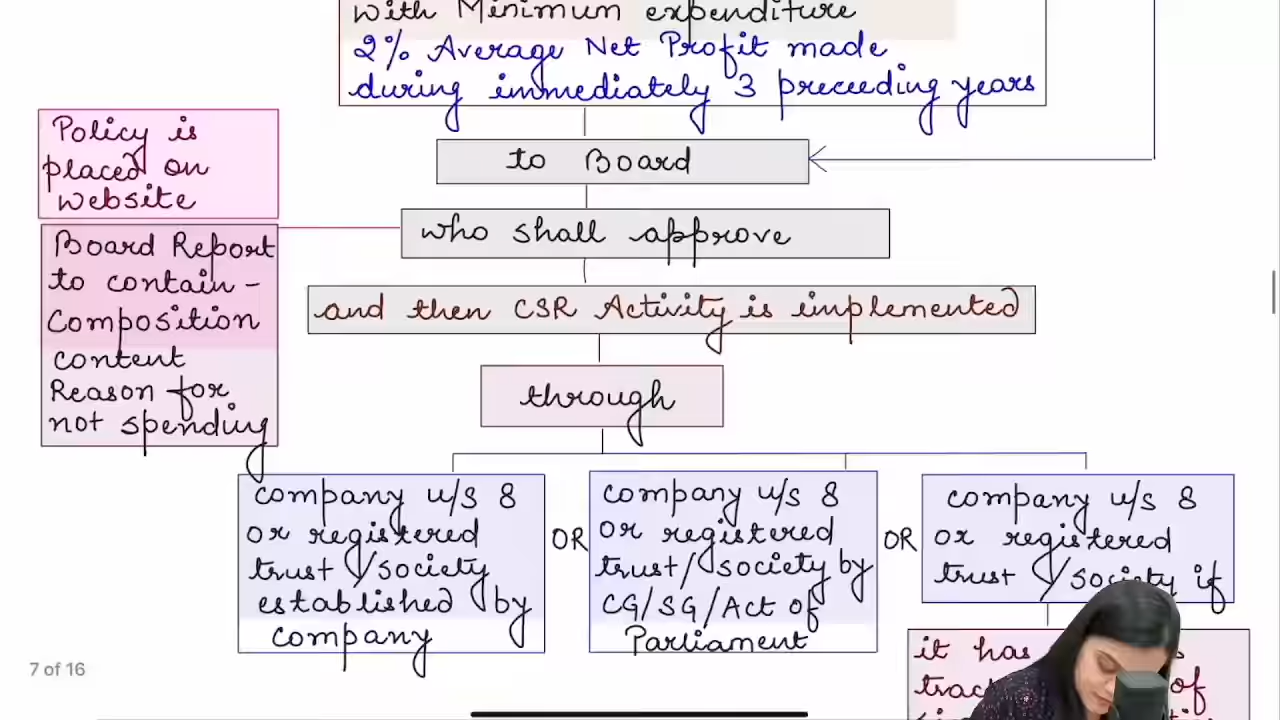 with Minimum expenditure
2% Average Net Profit made
during immediately 3 preceeding years
to Board
who shall approve
and then CSR Activity is implemented
through
Policy is
placed on
website
Board Report
to contain -
Composition
content
Reason for
not spending
company u/s 8
or registered
trust/society
established by
company
OR
company u/s 8
or registered
trust/society by
CG/SG/Act of
Parliament
OR
company u/s 8
or registered
trust/society if
it has
of
7 of 16